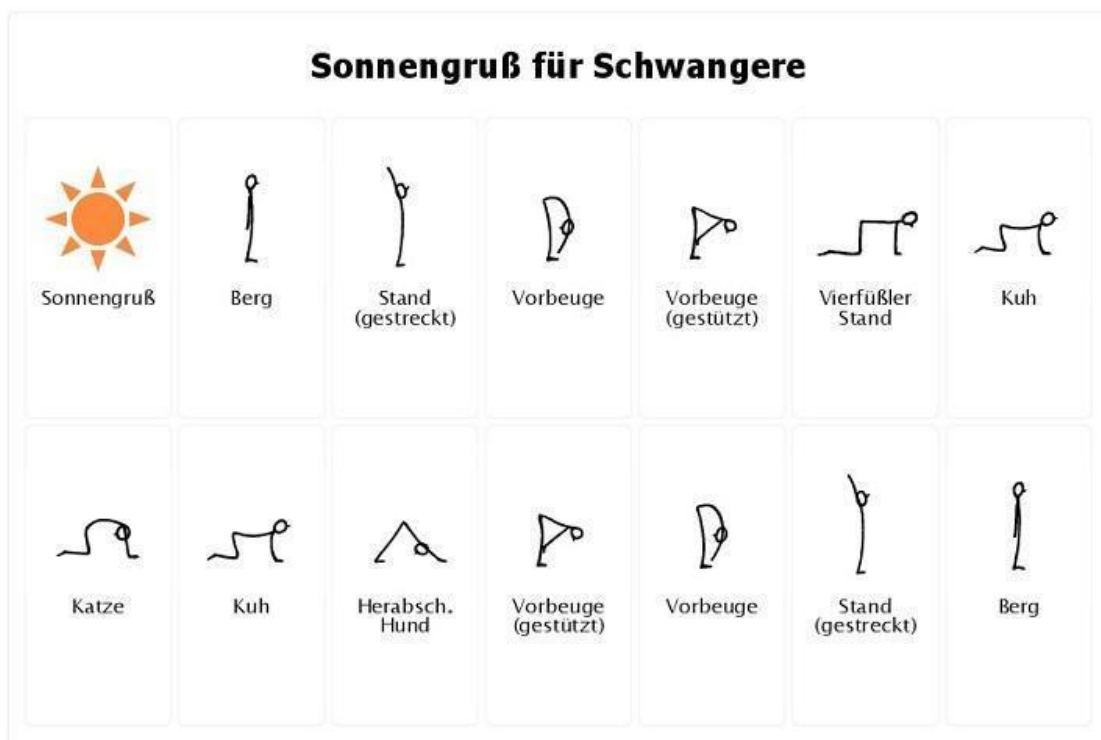 Sonnengruß für Schwangere
Sonnengruß
Berg
Stand
(gestreckt)
Vorbeuge
Vorbeuge
(gestützt)
Vierfüßler
Stand
Kuh
Katze
Kuh
Herabsch.
Hund
Vorbeuge
(gestützt)
Vorbeuge
Stand
(gestreckt)
Berg